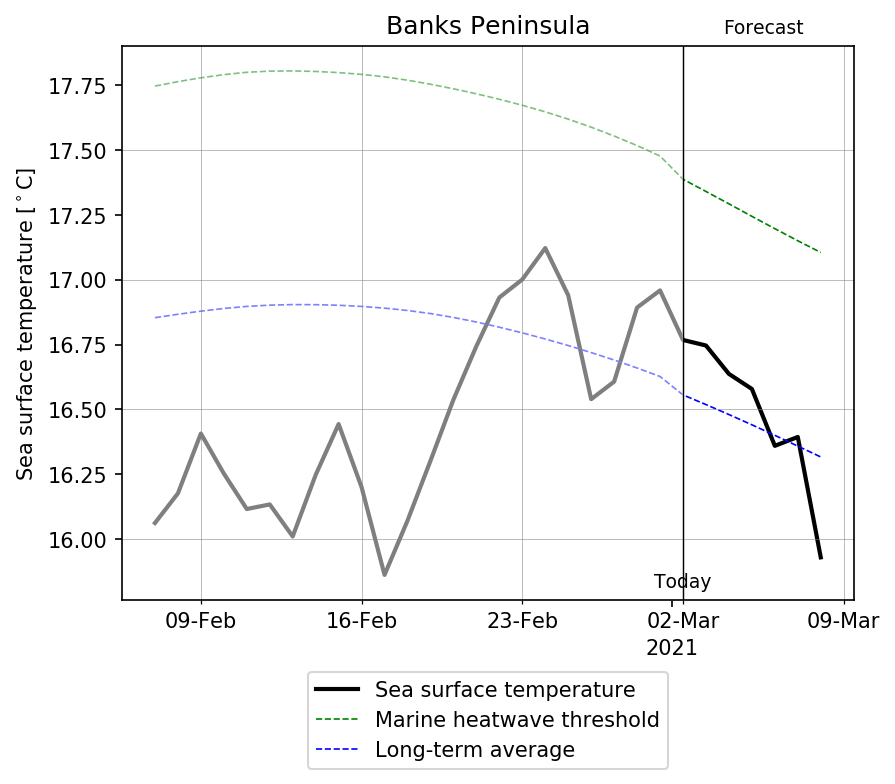 Banks Peninsula
Forecast
Sea surface temperature [°C]
17.75
17.50
17.25
17.00
16.75
16.50
16.25
16.00
Today
09-Feb 16-Feb 23-Feb 02-Mar 09-Mar
2021
Sea surface temperature
Marine heatwave threshold
Long-term average